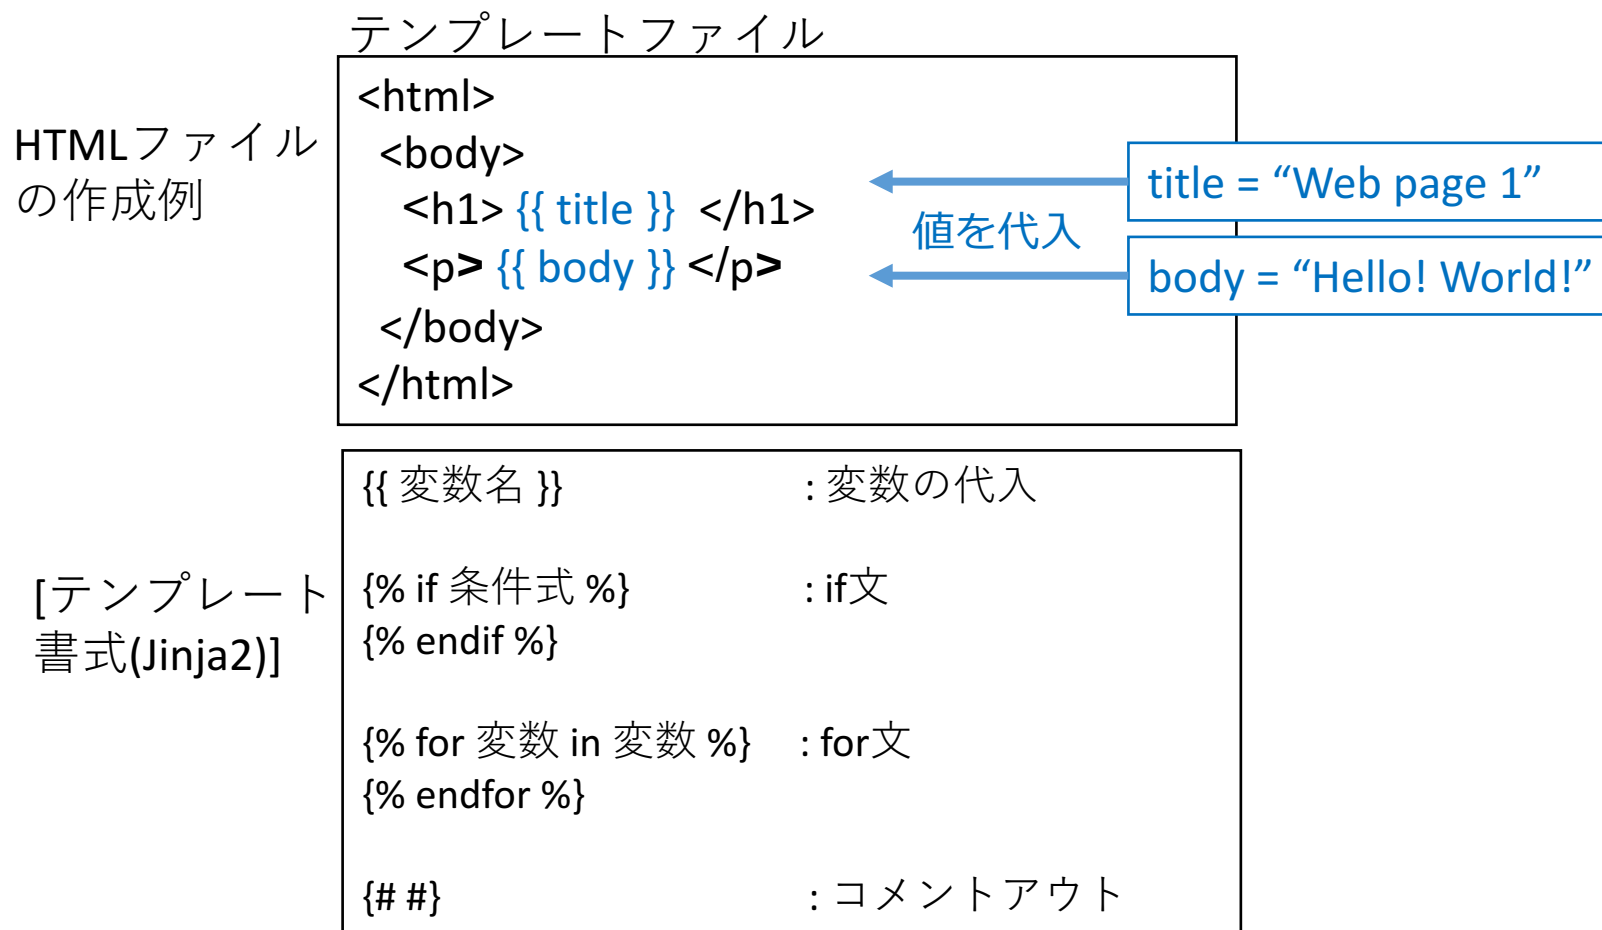 テンプレートファイル
HTMLファイル
の作成例
<html>
<body>
<h1> {{ title }} </h1>
<p> {{ body }} </p>
</body>
</html>
値を代入
title = “Web page 1”
body = “Hello! World!”
[テンプレート
書式(Jinja2)]
{{ 変数名 }} : 変数の代入
{% if 条件式 %} : if文
{% endif %}
{% for 変数 in 変数 %} : for文
{% endfor %}
{# #} : コメントアウト